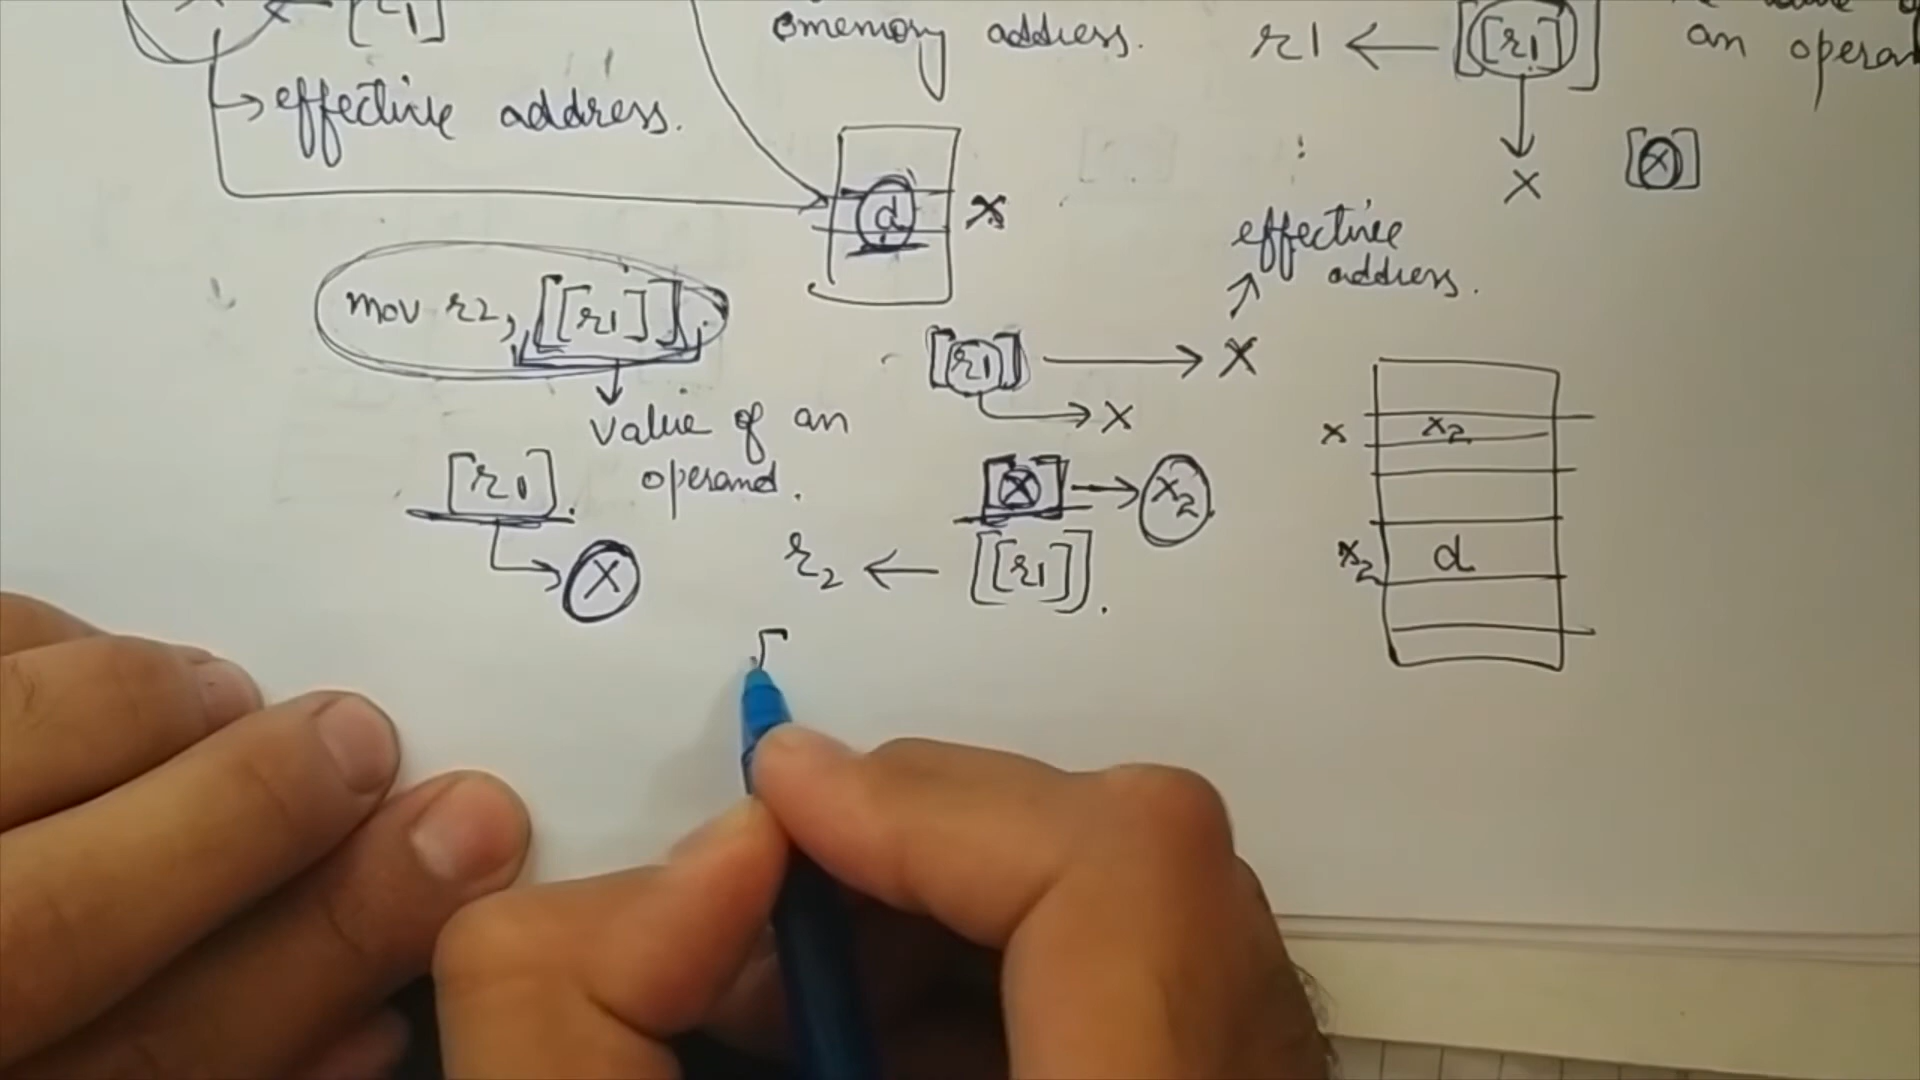 [r1]
memory address.
r1 ← [[r1]]
an
→ effective address.
X
[X]
d
X
effective
address.
mov r2, [[r1]].
[r1] → X
→ X
value of an
operand.
[r1].
X
[X] → X2
r2 ← [[r1]].
X
X2
X2
d